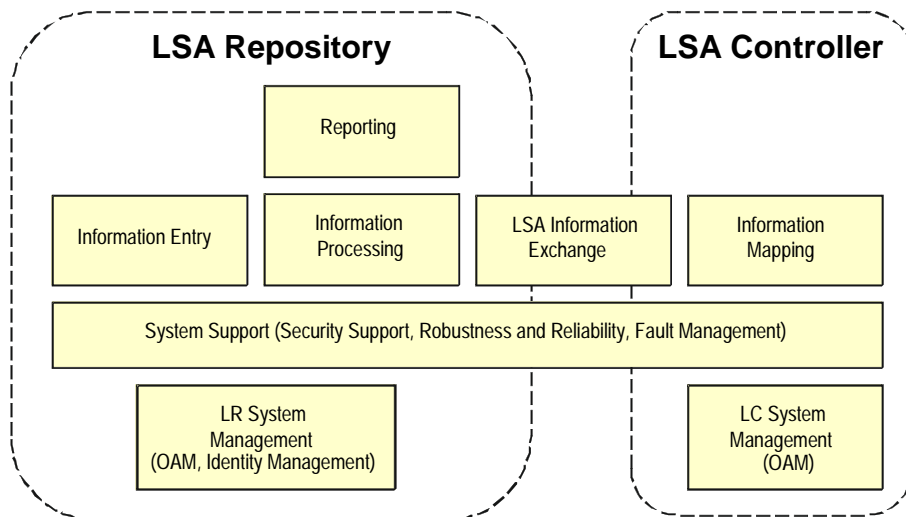 LSA Repository
LSA Controller
Reporting
Information Entry
Information
Processing
LSA Information
Exchange
Information
Mapping
System Support (Security Support, Robustness and Reliability, Fault Management)
LR System
Management
(OAM, Identity Management)
LC System
Management
(OAM)